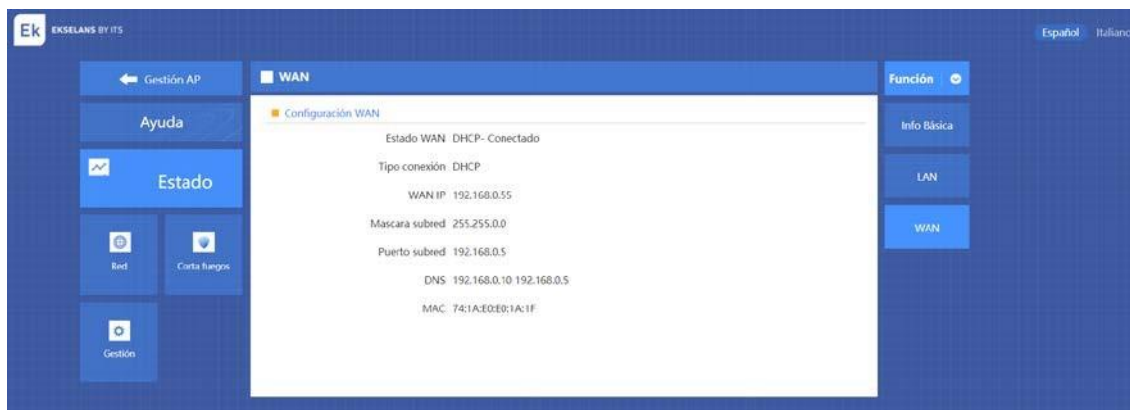 Ek EKSELANS BY ITS
Español Italiano
Gestión AP
Ayuda
Estado
Red
Corta fuegos
Gestión
WAN
Configuración WAN
Estado WAN DHCP- Conectado
Tipo conexión DHCP
WAN IP 192.168.0.55
Mascara subred 255.255.0.0
Puerto subred 192.168.0.5
DNS 192.168.0.10 192.168.0.5
MAC 74:1A:E0:E0:1A:1F
Función
Info Básica
LAN
WAN